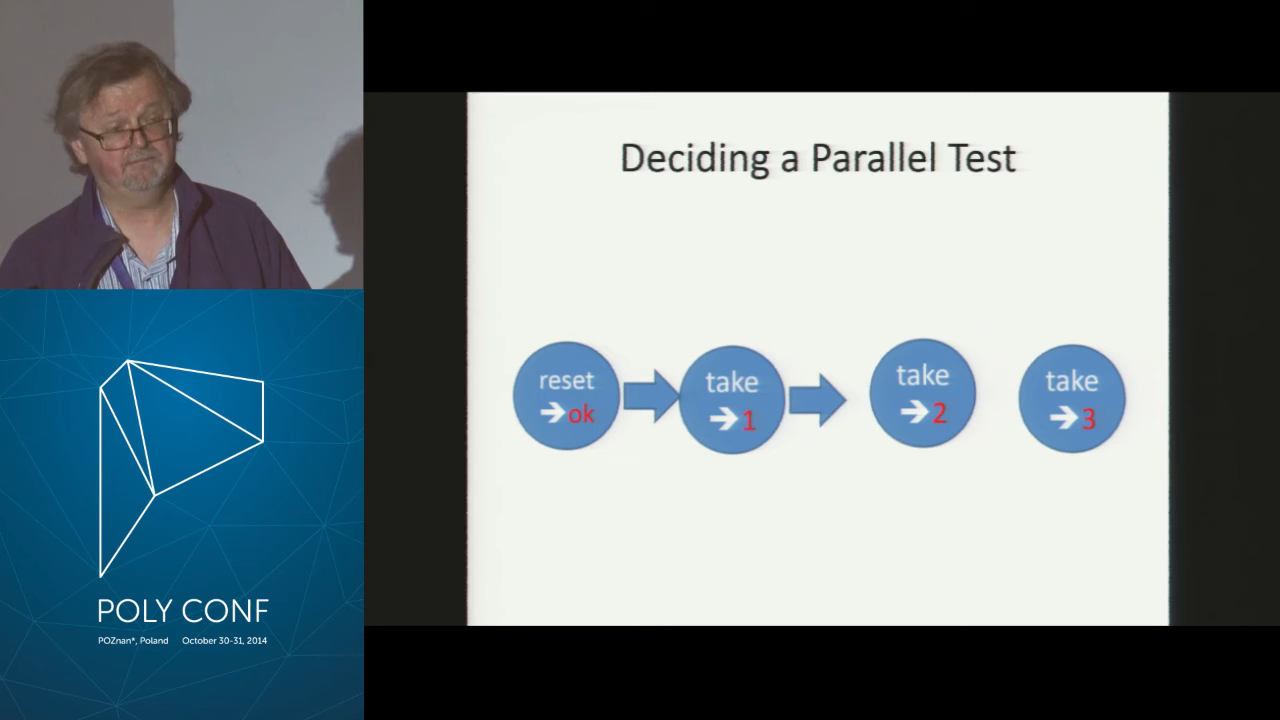 Deciding a Parallel Test
reset
➔ok
take
➔1
take
➔2
take
➔3
POLY CONF
POZnan*, Poland October 30-31, 2014